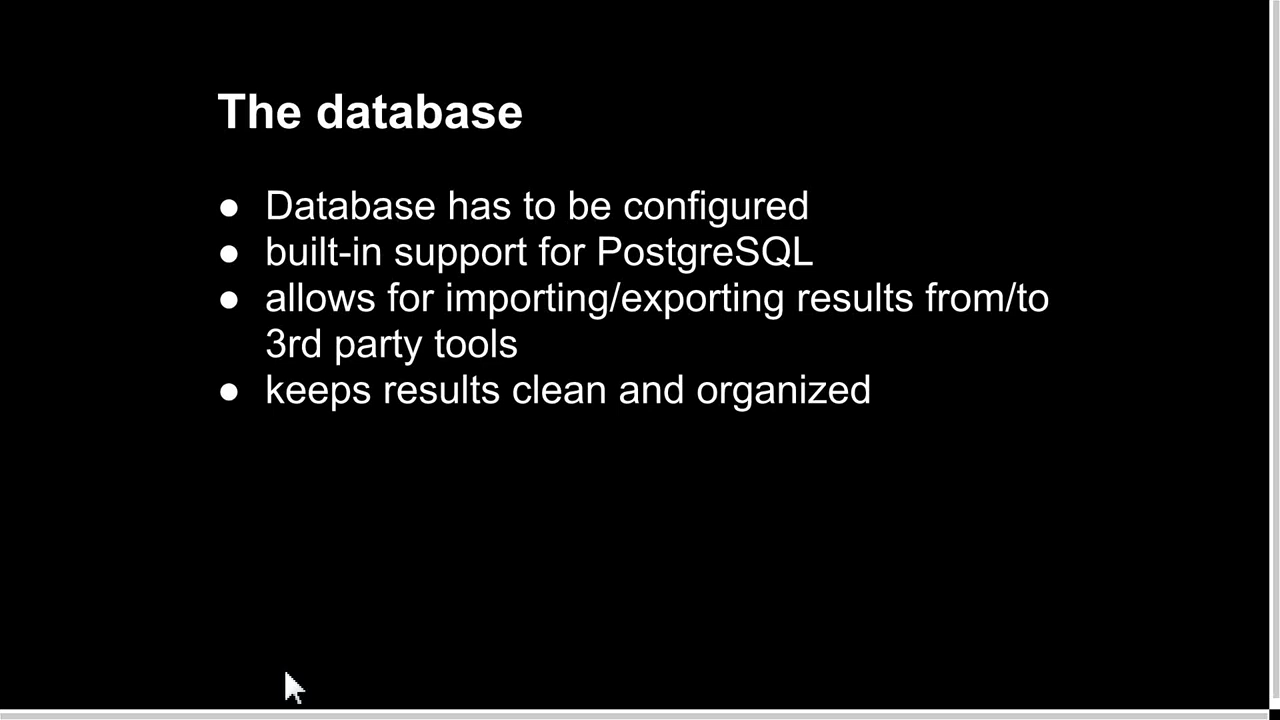 The database
● Database has to be configured
● built-in support for PostgreSQL
● allows for importing/exporting results from/to
3rd party tools
● keeps results clean and organized